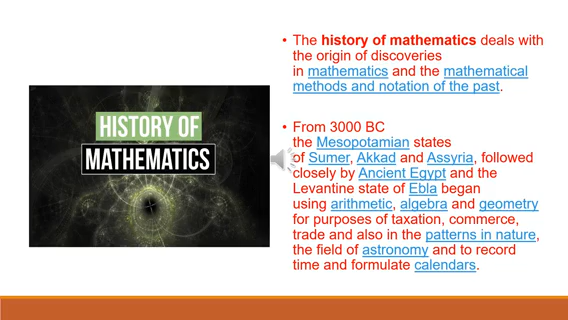 HISTORY OF
MATHEMATICS
• The history of mathematics deals with
the origin of discoveries
in mathematics and the mathematical
methods and notation of the past.
• From 3000 BC
the Mesopotamian states
of Sumer, Akkad and Assyria, followed
closely by Ancient Egypt and the
Levantine state of Ebla began
using arithmetic, algebra and geometry
for purposes of taxation, commerce,
trade and also in the patterns in nature,
the field of astronomy and to record
time and formulate calendars.